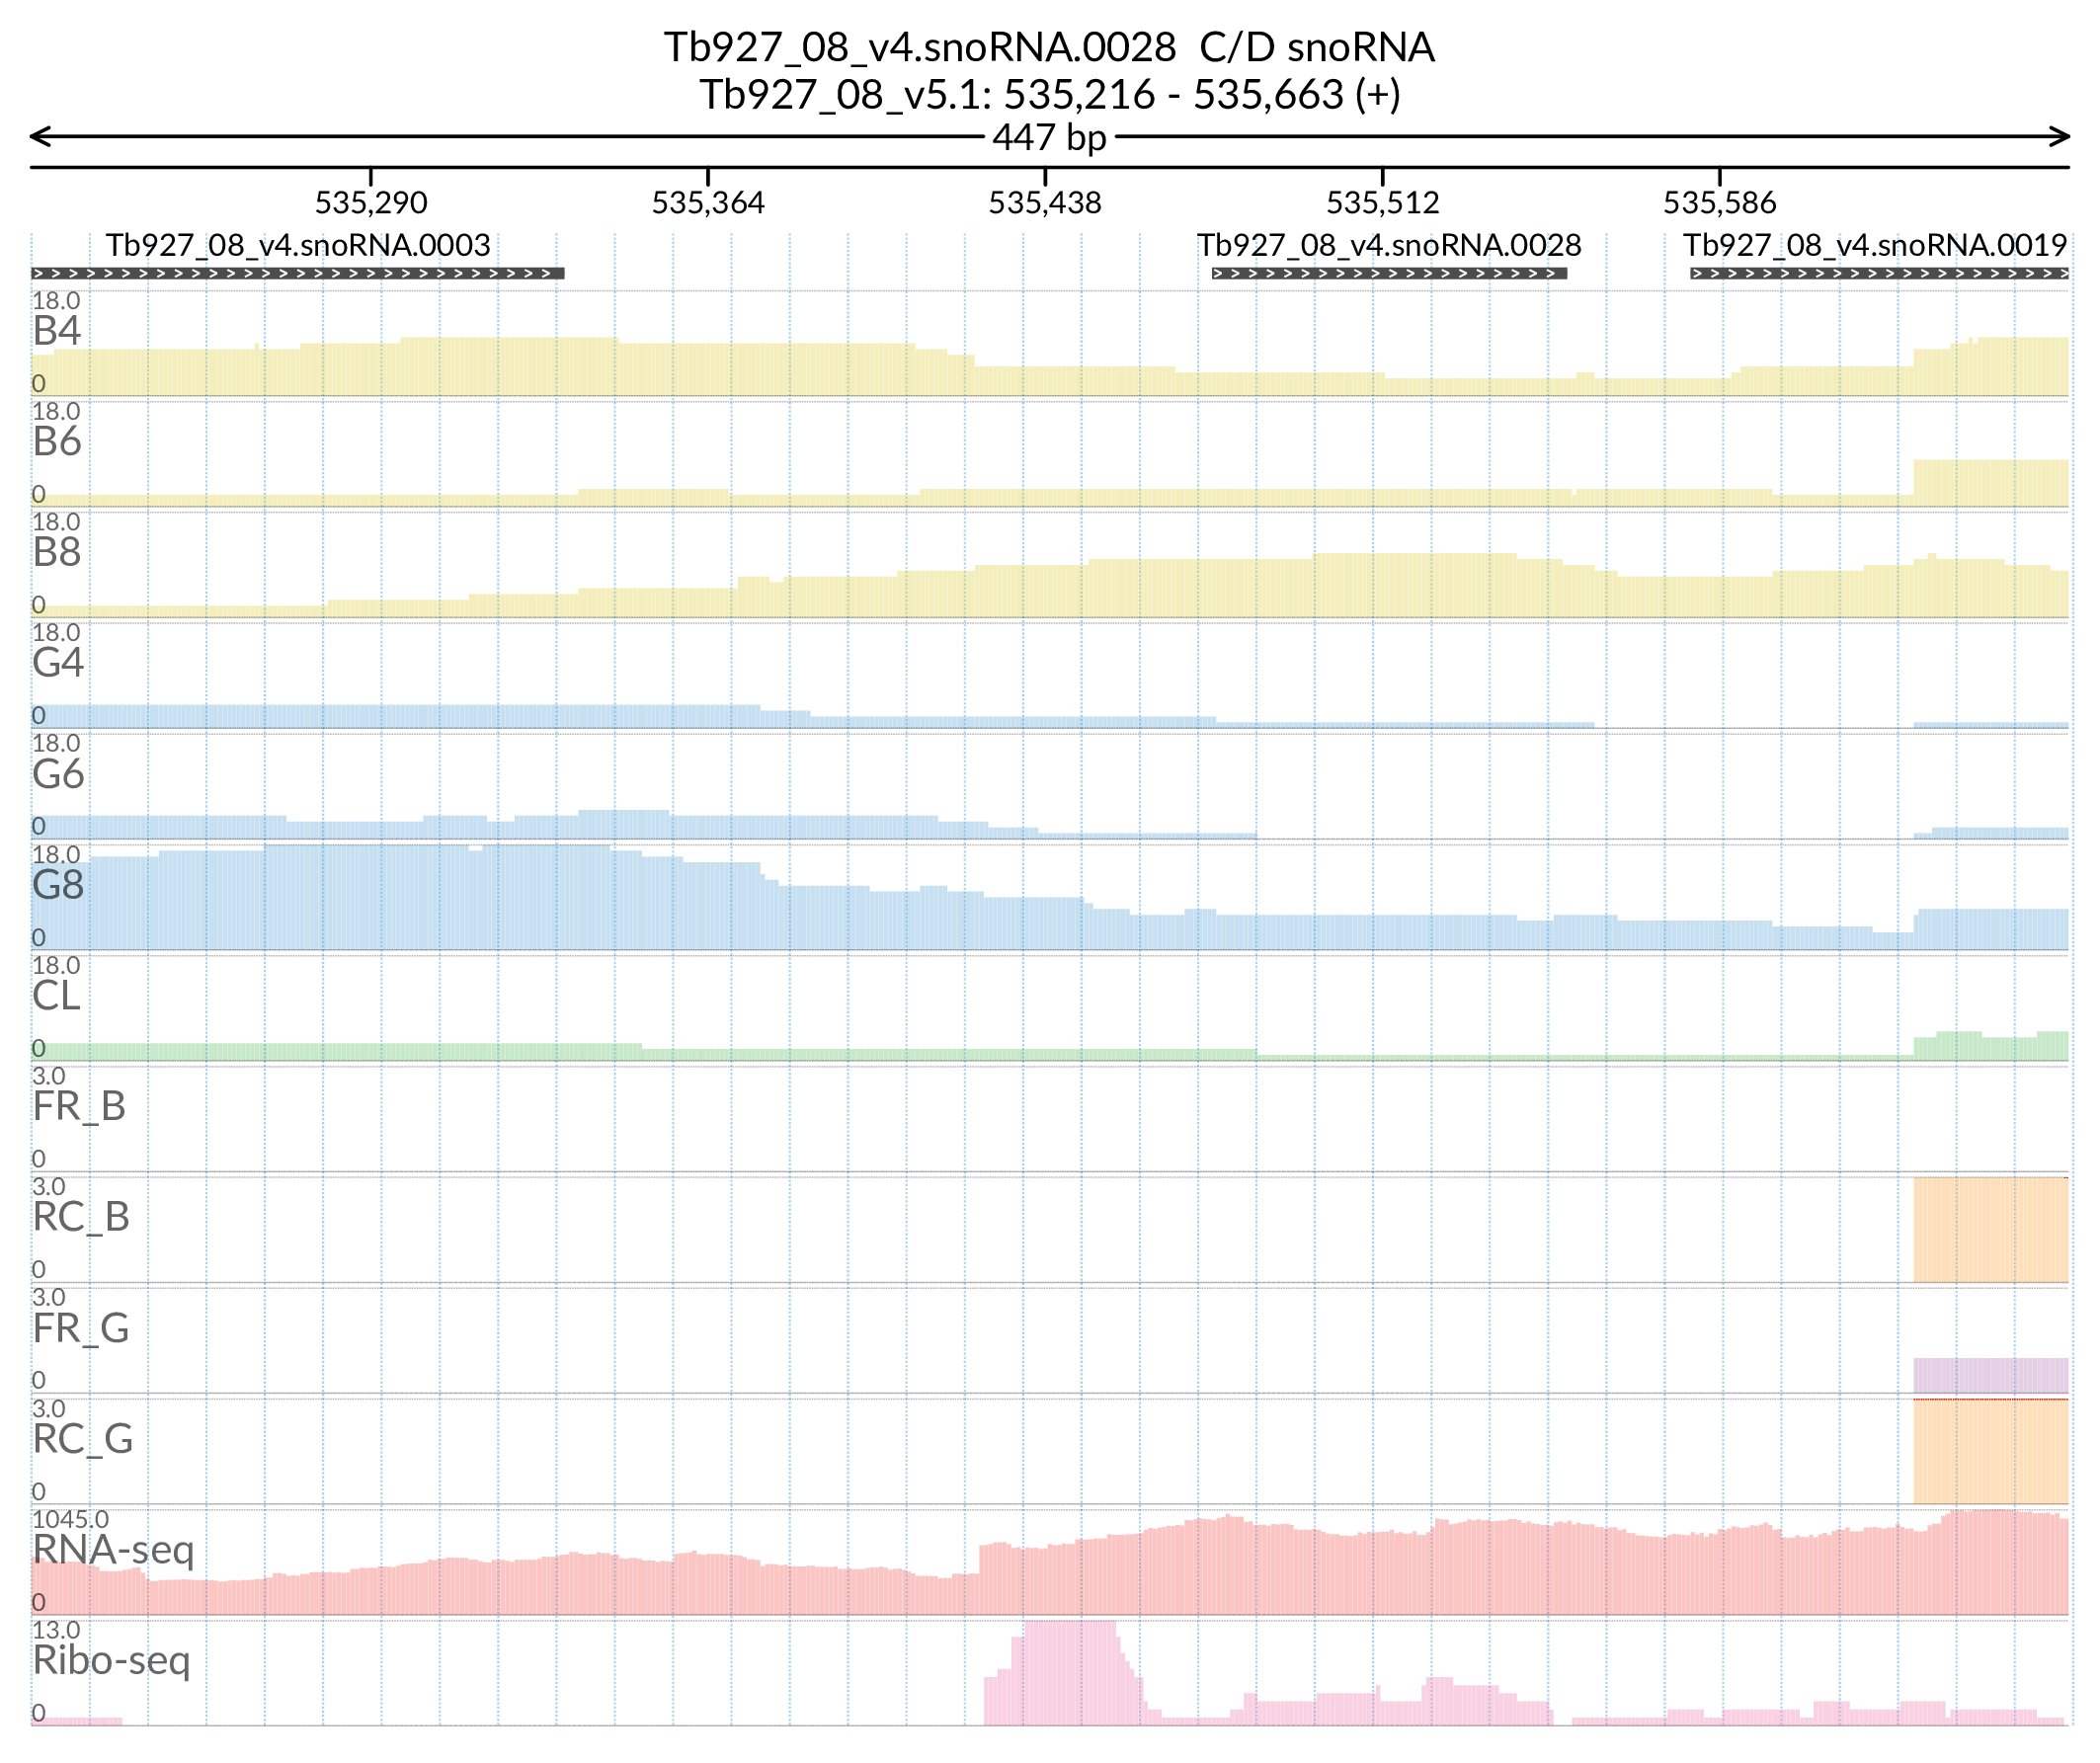 Tb927_08_v4.snoRNA.0028 C/D snoRNA
Tb927_08_v5.1: 535,216 - 535,663 (+)
447 bp
535,290 535,364 535,438 535,512 535,586
Tb927_08_v4.snoRNA.0003 Tb927_08_v4.snoRNA.0028 Tb927_08_v4.snoRNA.0019
18.0
B4
0
18.0
B6
0
18.0
B8
0
18.0
G4
0
18.0
G6
0
18.0
G8
0
18.0
CL
0
3.0
FR_B
0
3.0
RC_B
0
3.0
FR_G
0
3.0
RC_G
0
1045.0
RNA-seq
0
13.0
Ribo-seq
0